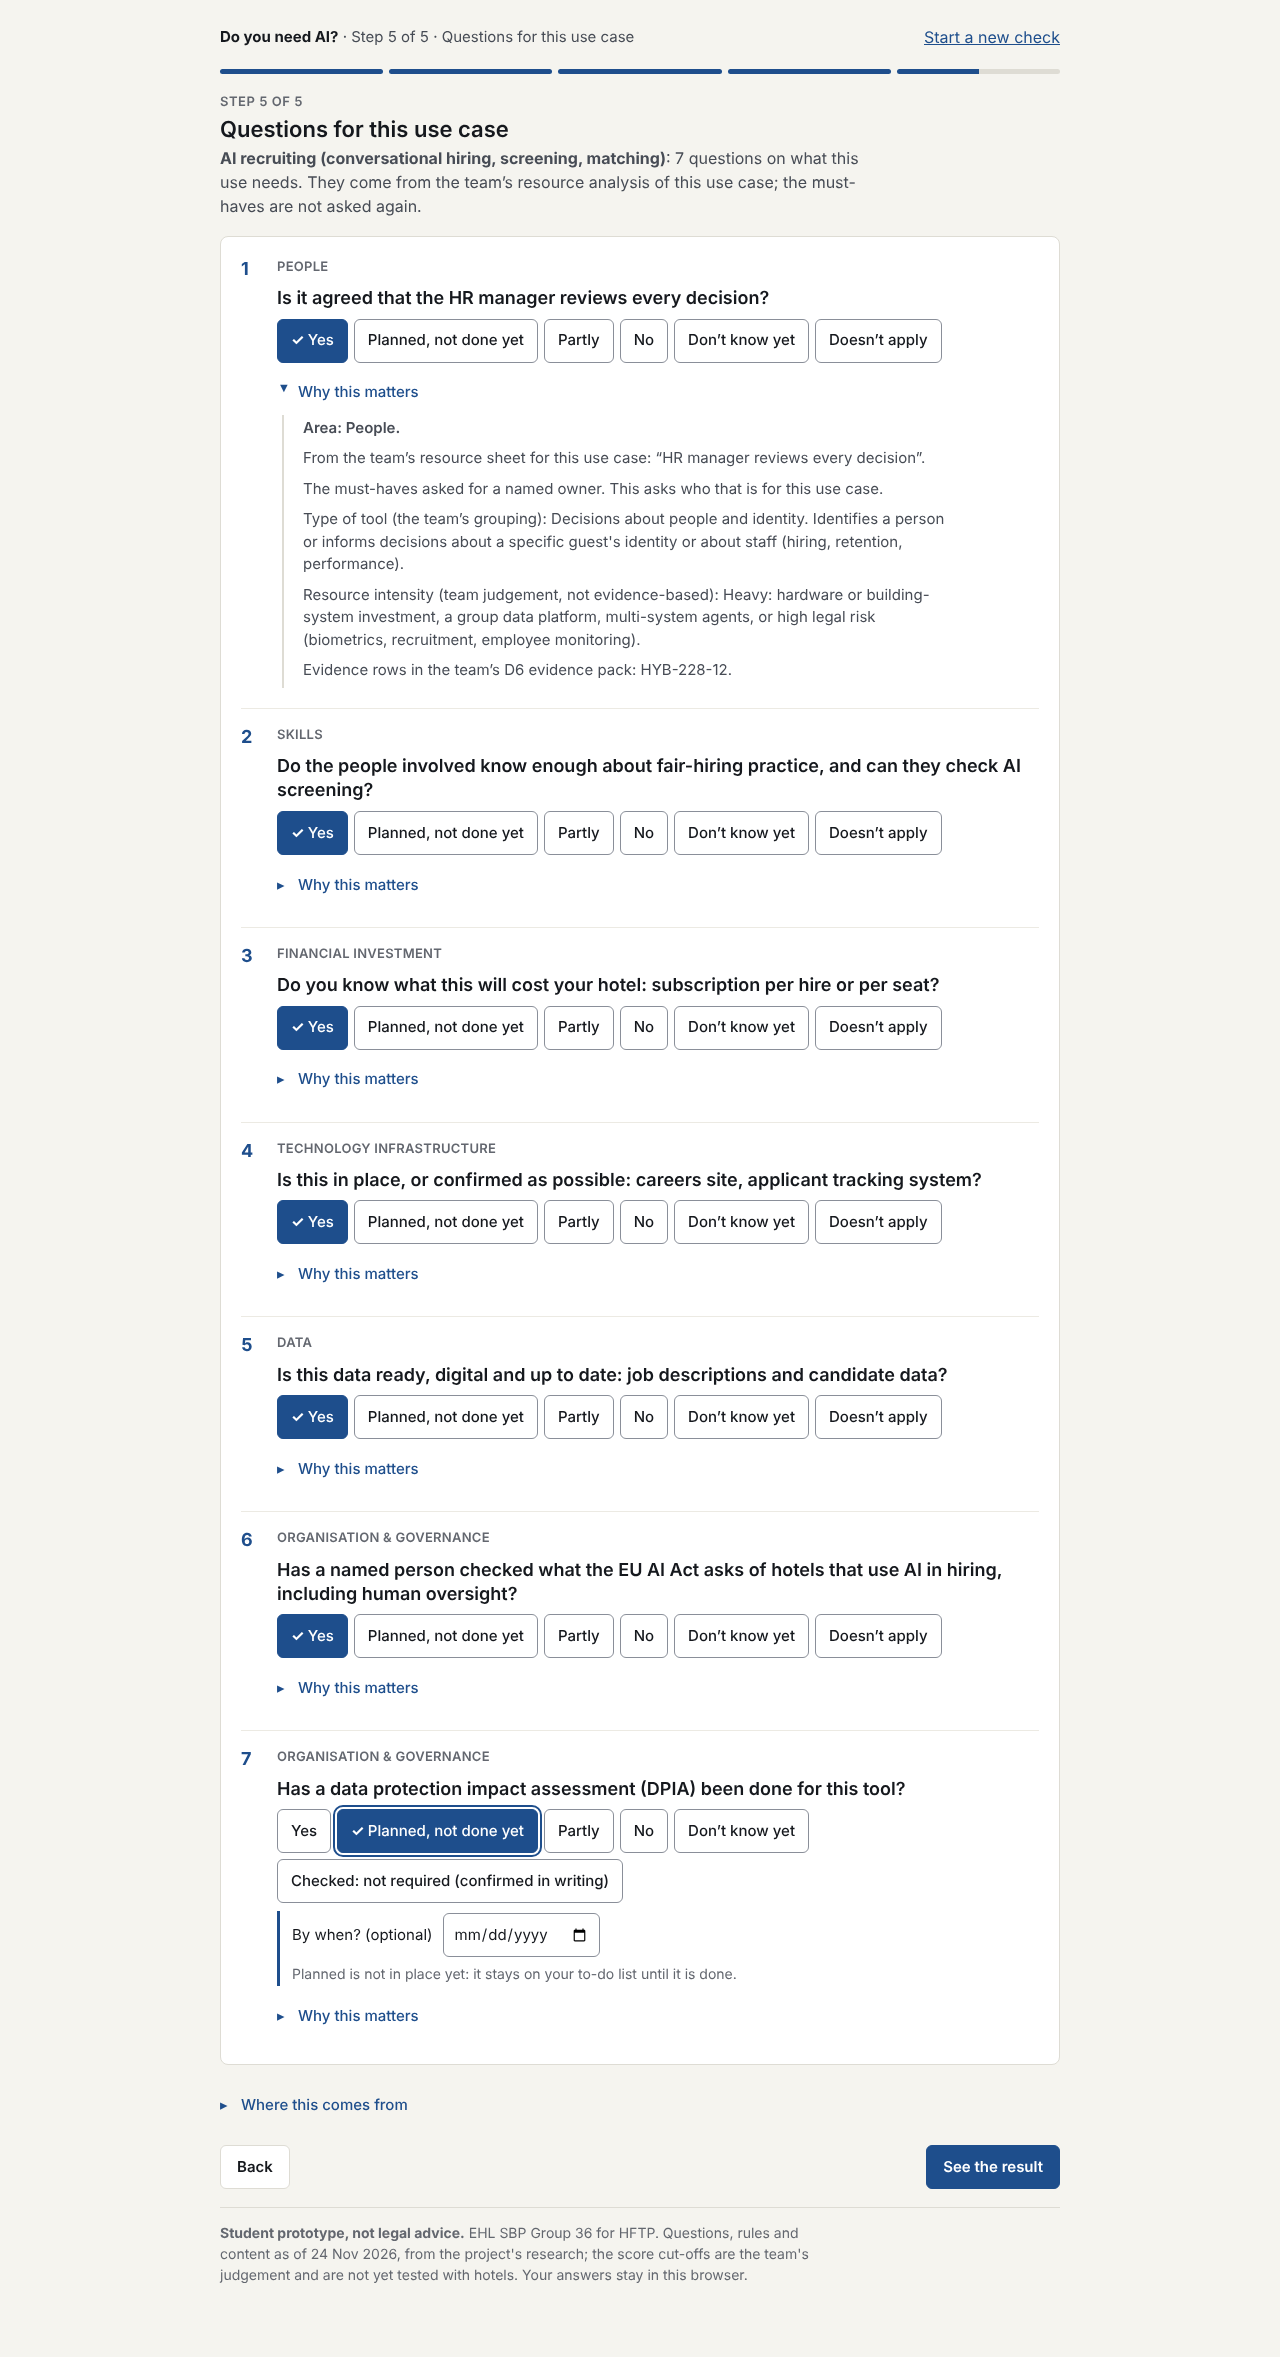 Do you need AI? · Step 5 of 5 · Questions for this use case
Start a new check
STEP 5 OF 5
Questions for this use case
AI recruiting (conversational hiring, screening, matching): 7 questions on what this
use needs. They come from the team’s resource analysis of this use case; the must-
haves are not asked again.
1 PEOPLE
Is it agreed that the HR manager reviews every decision?
✓ Yes Planned, not done yet Partly No Don’t know yet Doesn’t apply
▼ Why this matters
Area: People.
From the team’s resource sheet for this use case: “HR manager reviews every decision”.
The must-haves asked for a named owner. This asks who that is for this use case.
Type of tool (the team’s grouping): Decisions about people and identity. Identifies a person
or informs decisions about a specific guest's identity or about staff (hiring, retention,
performance).
Resource intensity (team judgement, not evidence-based): Heavy: hardware or building-
system investment, a group data platform, multi-system agents, or high legal risk
(biometrics, recruitment, employee monitoring).
Evidence rows in the team’s D6 evidence pack: HYB-228-12.
2 SKILLS
Do the people involved know enough about fair-hiring practice, and can they check AI
screening?
✓ Yes Planned, not done yet Partly No Don’t know yet Doesn’t apply
▸ Why this matters
3 FINANCIAL INVESTMENT
Do you know what this will cost your hotel: subscription per hire or per seat?
✓ Yes Planned, not done yet Partly No Don’t know yet Doesn’t apply
▸ Why this matters
4 TECHNOLOGY INFRASTRUCTURE
Is this in place, or confirmed as possible: careers site, applicant tracking system?
✓ Yes Planned, not done yet Partly No Don’t know yet Doesn’t apply
▸ Why this matters
5 DATA
Is this data ready, digital and up to date: job descriptions and candidate data?
✓ Yes Planned, not done yet Partly No Don’t know yet Doesn’t apply
▸ Why this matters
6 ORGANISATION & GOVERNANCE
Has a named person checked what the EU AI Act asks of hotels that use AI in hiring,
including human oversight?
✓ Yes Planned, not done yet Partly No Don’t know yet Doesn’t apply
▸ Why this matters
7 ORGANISATION & GOVERNANCE
Has a data protection impact assessment (DPIA) been done for this tool?
Yes ✓ Planned, not done yet Partly No Don’t know yet
Checked: not required (confirmed in writing)
By when? (optional) mm/dd/yyyy
Planned is not in place yet: it stays on your to-do list until it is done.
▸ Why this matters
▸ Where this comes from
Back
See the result
Student prototype, not legal advice. EHL SBP Group 36 for HFTP. Questions, rules and
content as of 24 Nov 2026, from the project's research; the score cut-offs are the team's
judgement and are not yet tested with hotels. Your answers stay in this browser.